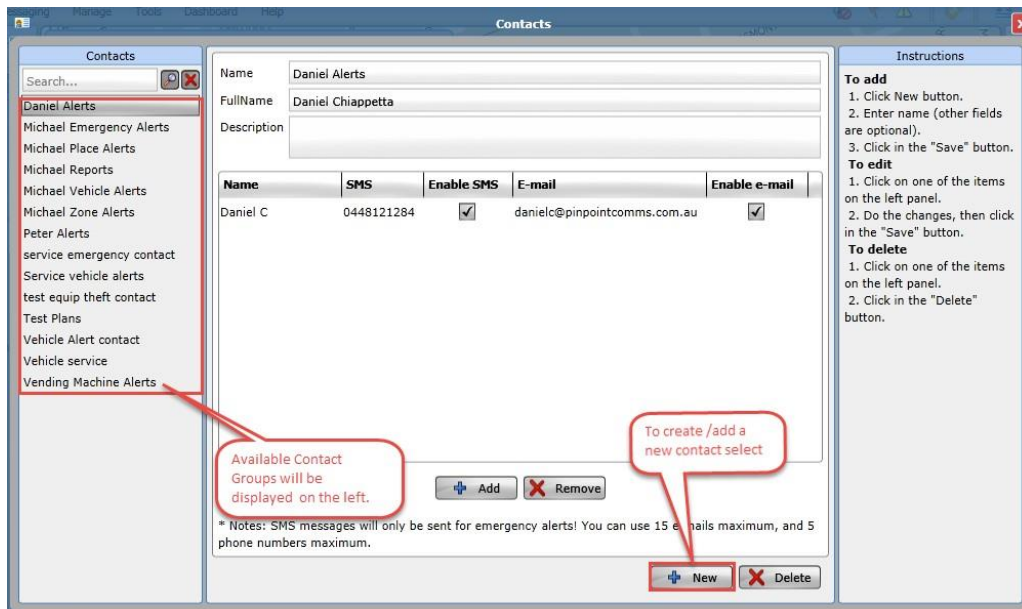 Manage Tools Dashboard Help
Contacts
Contacts
Search...
Daniel Alerts
Michael Emergency Alerts
Michael Place Alerts
Michael Reports
Michael Vehicle Alerts
Michael Zone Alerts
Peter Alerts
service emergency contact
Service vehicle alerts
test equip theft contact
Test Plans
Vehicle Alert contact
Vehicle service
Vending Machine Alerts
Name Daniel Alerts
FullName Daniel Chiappetta
Description
Name SMS Enable SMS E-mail Enable e-mail
Daniel C 0448121284 danielc@pinpointcomms.com.au
Available Contact
Groups will be
displayed on the left.
To create /add a
new contact select
Add Remove
* Notes: SMS messages will only be sent for emergency alerts! You can use 15 e-mails maximum, and 5
phone numbers maximum.
New Delete
Instructions
To add
1. Click New button.
2. Enter name (other fields
are optional).
3. Click in the "Save" button.
To edit
1. Click on one of the items
on the left panel.
2. Do the changes, then click
in the "Save" button.
To delete
1. Click on one of the items
on the left panel.
2. Click in the "Delete"
button.